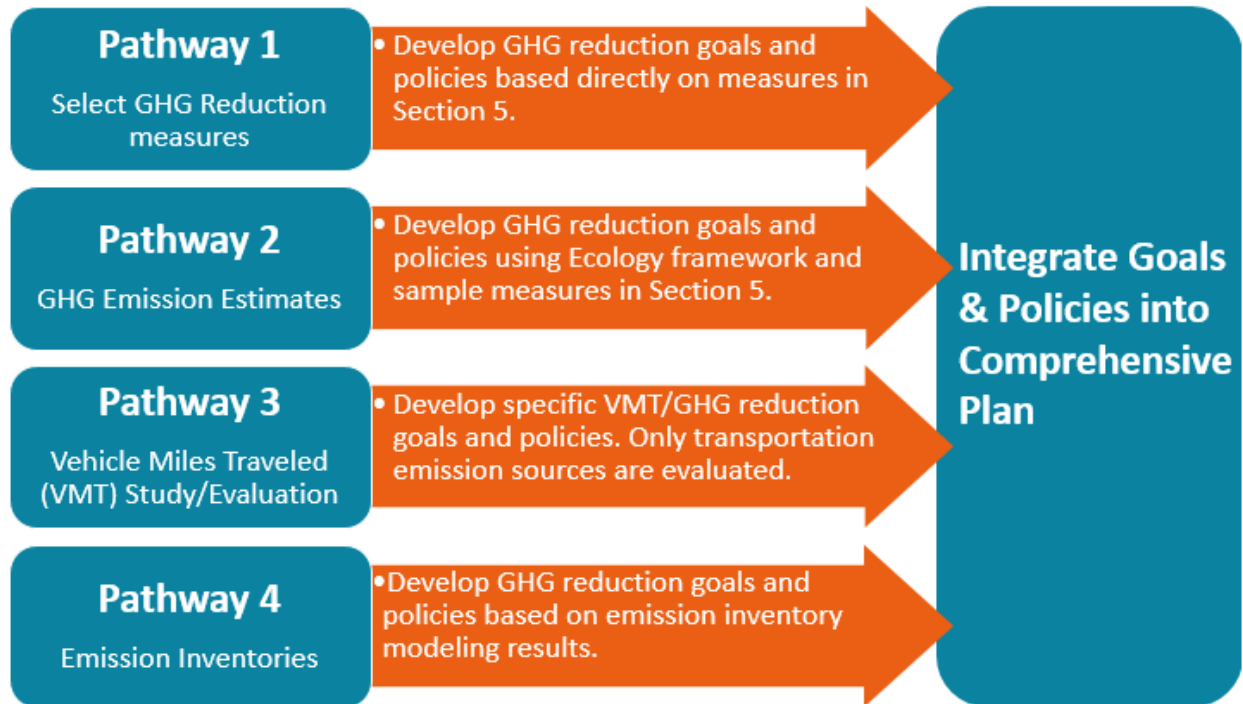 Pathway 1
Select GHG Reduction
measures
• Develop GHG reduction goals and
policies based directly on measures in
Section 5.
Pathway 2
GHG Emission Estimates
• Develop GHG reduction goals and
policies using Ecology framework and
sample measures in Section 5.
Pathway 3
Vehicle Miles Traveled
(VMT) Study/Evaluation
• Develop specific VMT/GHG reduction
goals and policies. Only transportation
emission sources are evaluated.
Pathway 4
Emission Inventories
•Develop GHG reduction goals and
policies based on emission inventory
modeling results.
Integrate Goals
& Policies into
Comprehensive
Plan